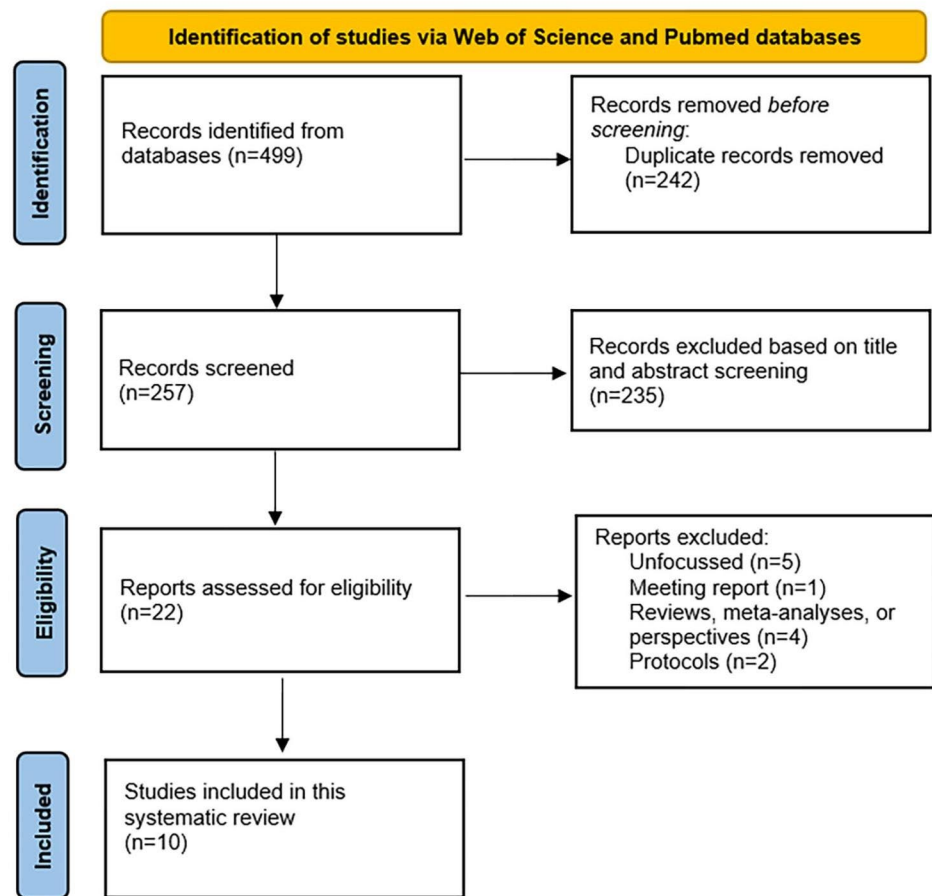 Identification of studies via Web of Science and Pubmed databases
Identification
Records identified from
databases (n=499)
Records removed before
screening:
Duplicate records removed
(n=242)
Screening
Records screened
(n=257)
Records excluded based on title
and abstract screening
(n=235)
Eligibility
Reports assessed for eligibility
(n=22)
Reports excluded:
Unfocussed (n=5)
Meeting report (n=1)
Reviews, meta-analyses, or
perspectives (n=4)
Protocols (n=2)
Included
Studies included in this
systematic review
(n=10)